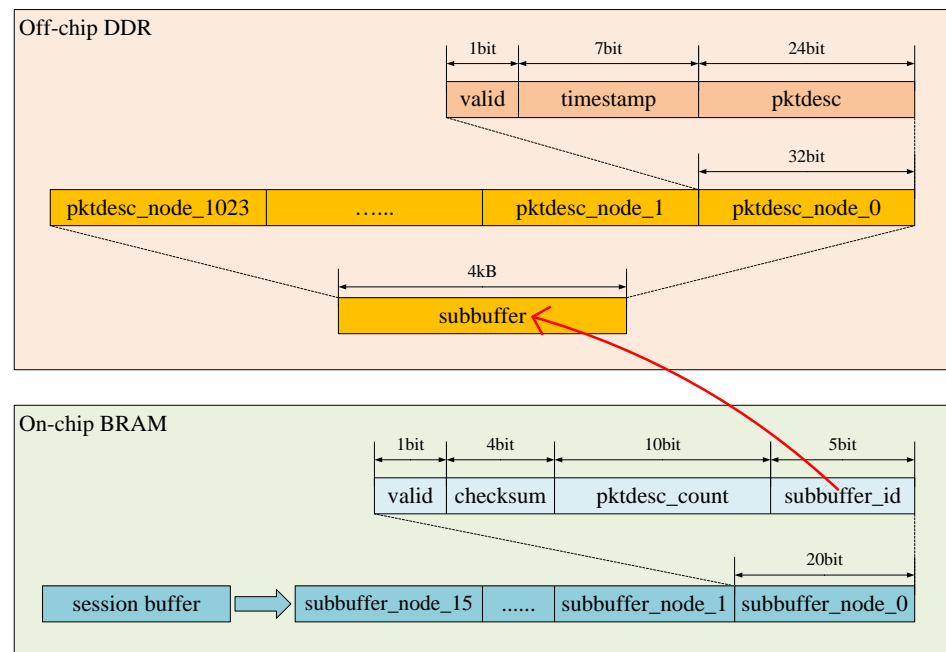 Off-chip DDR
1bit 7bit 24bit
valid timestamp pktdesc
32bit
pktdesc_node_1023 …... pktdesc_node_1 pktdesc_node_0
4kB
subbuffer
On-chip BRAM
1bit 4bit 10bit 5bit
valid checksum pktdesc_count subbuffer_id
20bit
session buffer subbuffer_node_15 ...... subbuffer_node_1 subbuffer_node_0